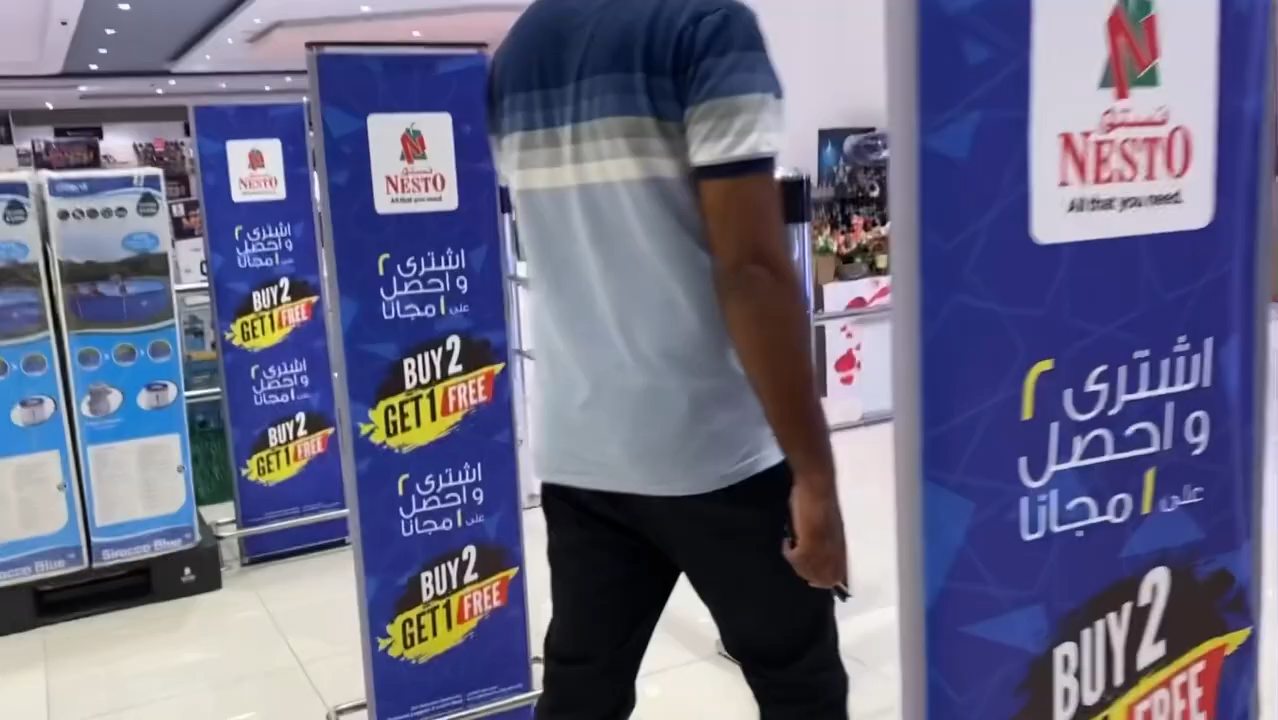 NESTO
اشترى ٢
و احصل
على ١ مجانا
BUY 2
GET 1 FREE
اشترى ٢
و احصل
على ١ مجانا
BUY 2
GET 1 FREE
نستو
NESTO
All that you need.
اشترى ٢
و احصل
على ١ مجانا
BUY 2
GET 1 FREE
اشترى ٢
و احصل
على ١ مجانا
BUY 2
GET 1 FREE
نستو
NESTO
All that you need.
اشترى ٢
و احصل
على ١ مجانا
BUY 2
FREE
Sirocco Blue